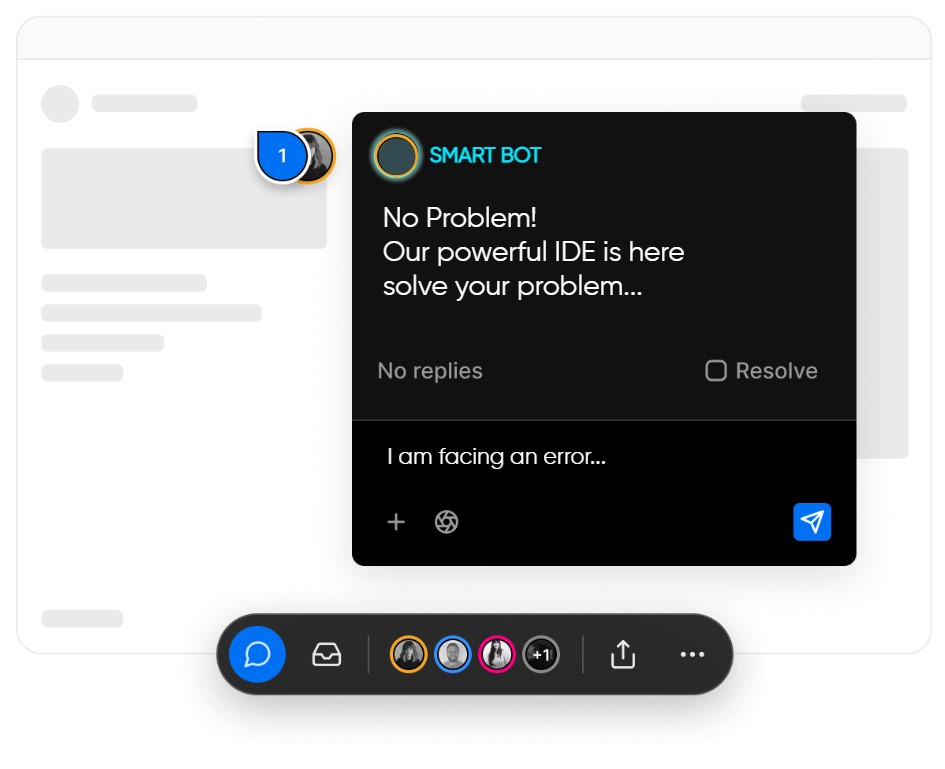 1
SMART BOT
No Problem!
Our powerful IDE is here
solve your problem...
No replies
Resolve
I am facing an error...
+1